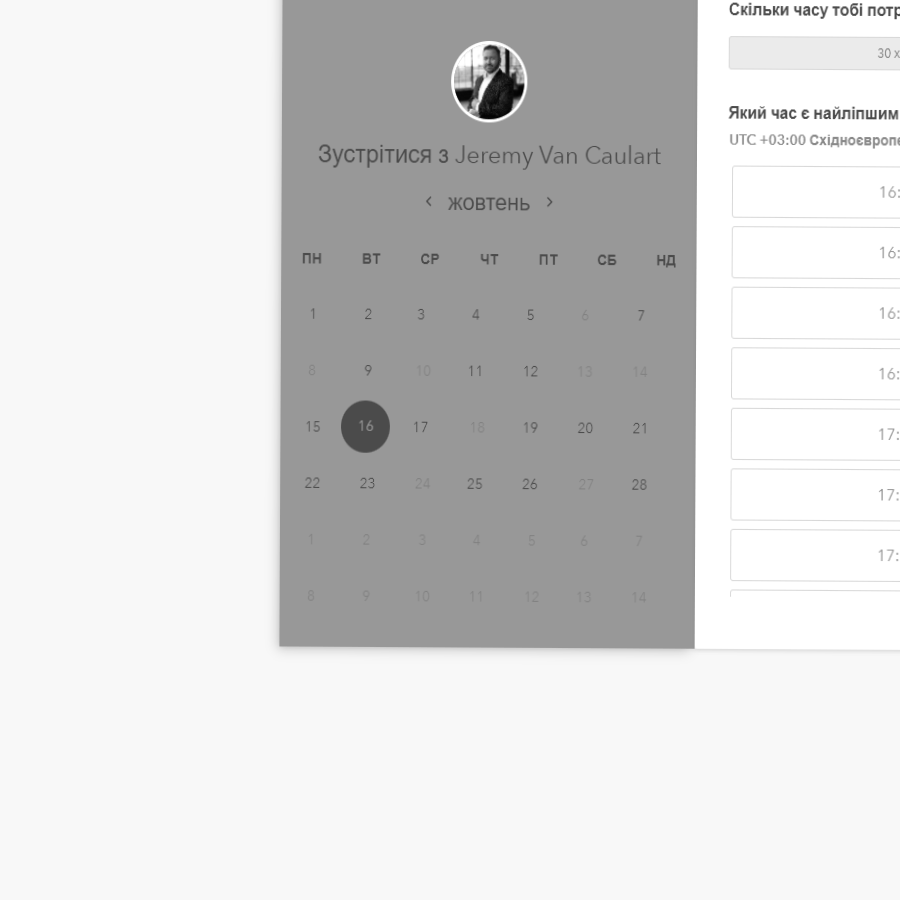 Зустрітися з Jeremy Van Caulart
‹ жовтень ›
ПН ВТ СР ЧТ ПТ СБ НД
1 2 3 4 5 6 7
8 9 10 11 12 13 14
15 16 17 18 19 20 21
22 23 24 25 26 27 28
1 2 3 4 5 6 7
8 9 10 11 12 13 14
Скільки часу тобі
30
Який час є найліпшим
UTC +03:00
16:
16:
16:
16:
17:
17:
17: